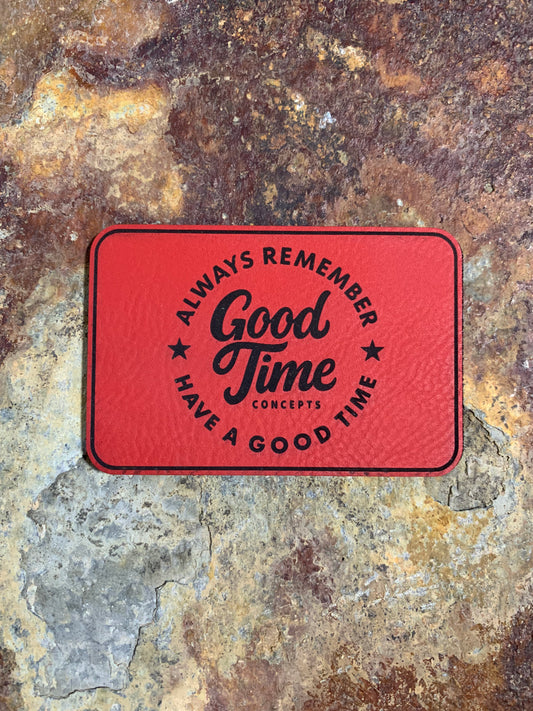 ALWAYS REMEMBER
Good
Time
CONCEPTS
HAVE A GOOD TIME